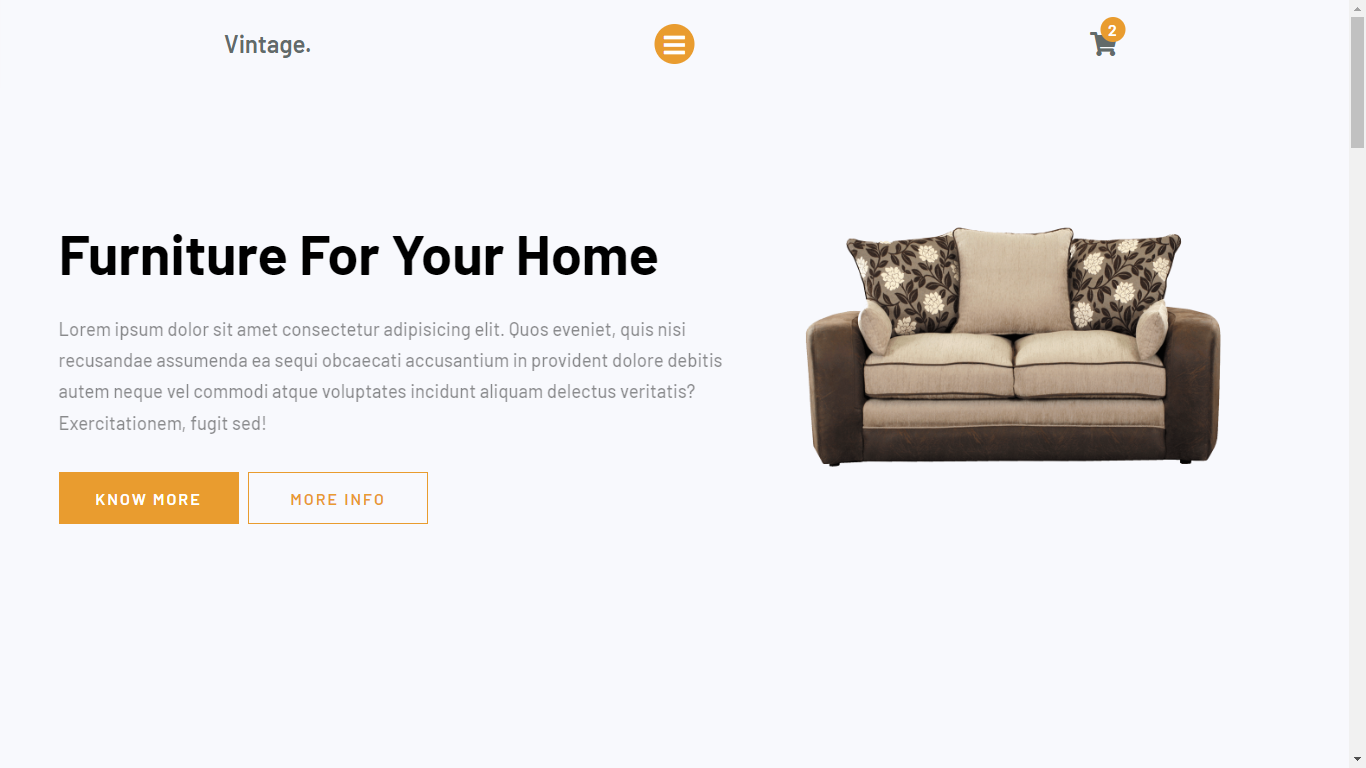 Vintage.
2
Furniture For Your Home
Lorem ipsum dolor sit amet consectetur adipisicing elit. Quos eveniet, quis nisi
recusandae assumenda ea sequi obcaecati accusantium in provident dolore debitis
autem neque vel commodi atque voluptates incidunt aliquam delectus veritatis?
Exercitationem, fugit sed!
KNOW MORE
MORE INFO